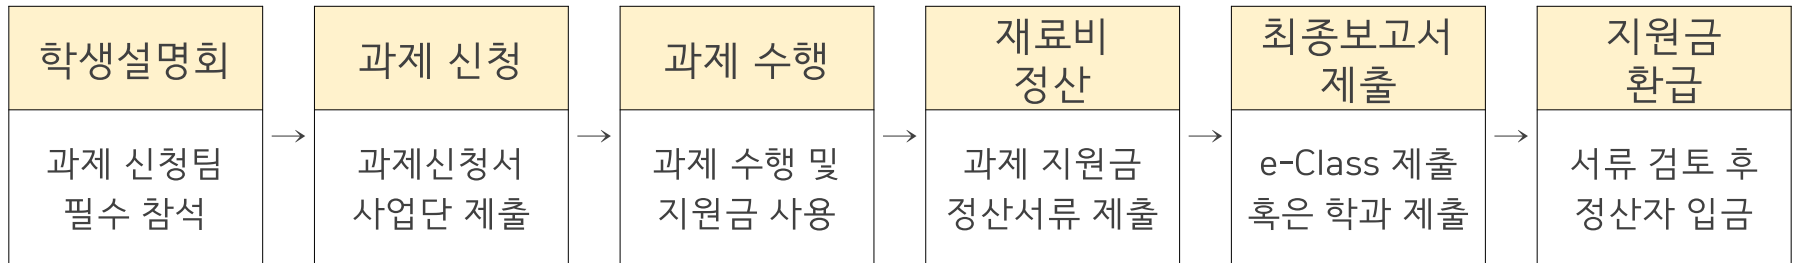 학생설명회
과제 신청팀
필수 참석
→
과제 신청
과제신청서
사업단 제출
→
과제 수행
과제 수행 및
지원금 사용
→
재료비
정산
과제 지원금
정산서류 제출
→
최종보고서
제출
e-Class 제출
혹은 학과 제출
→
지원금
환급
서류 검토 후
정산자 입금